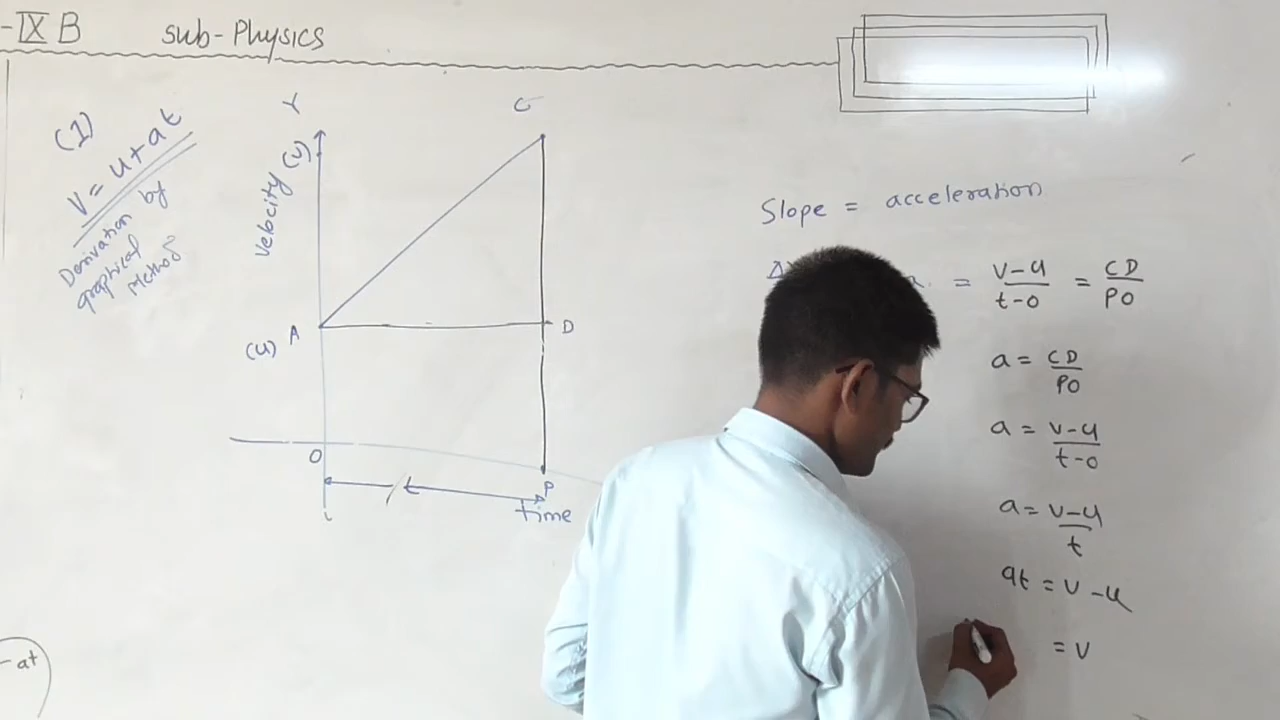 -IX B
sub-Physics
(1)
V = u + at
Derivation by
graphical
Method
Y
C
Velocity (v)
A
(u)
D
O
t
P
time
Slope = acceleration
= v-u/t-0 = CD/PO
a = CD/PO
a = v-u/t-0
a = v-u/t
at = v-u
= v
-at